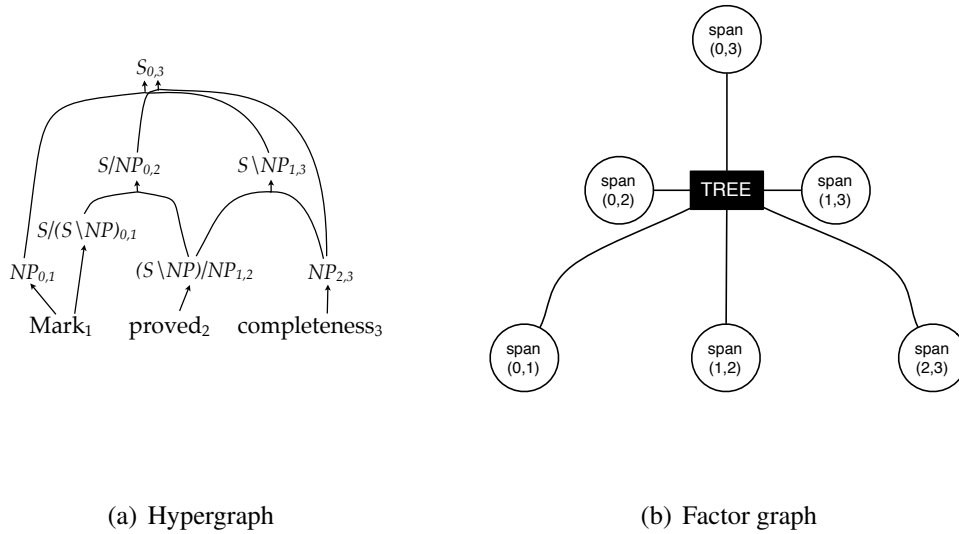 S0,3
S/NP0,2
S\NP1,3
S/(S\NP)0,1
NP0,1
(S\NP)/NP1,2
NP2,3
Mark1
proved2
completeness3
(a) Hypergraph
span
(0,3)
span
(0,2)
TREE
span
(1,3)
span
(0,1)
span
(1,2)
span
(2,3)
(b) Factor graph